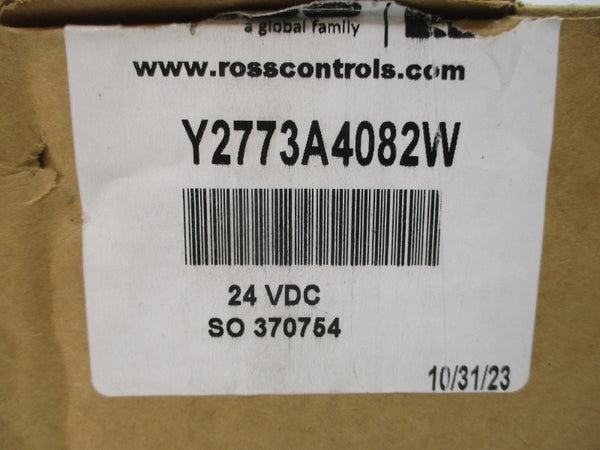 a global family
www.rosscontrols.com
Y2773A4082W
24 VDC
SO 370754
10/31/23